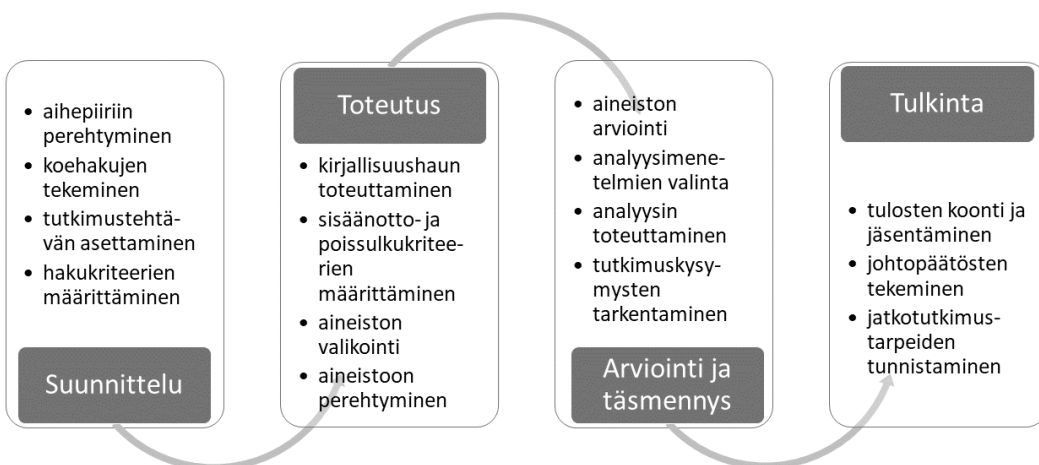 • aihepiiriin
perehtyminen
• koehakujen
tekeminen
• tutkimustehtä-
vän asettaminen
• hakukriteerien
määrittäminen
Suunnittelu
Toteutus
• kirjallisuushaun
toteuttaminen
• sisäänotto- ja
poissulkukritee-
rien
määrittäminen
• aineiston
valikointi
• aineistoon
perehtyminen
• aineiston
arviointi
• analyysimene-
telmien valinta
• analyysin
toteuttaminen
• tutkimuskysy-
mysten
tarkentaminen
Arviointi ja
täsmennys
Tulkinta
• tulosten koonti ja
jäsentäminen
• johtopäätösten
tekeminen
• jatkotutkimus-
tarpeiden
tunnistaminen